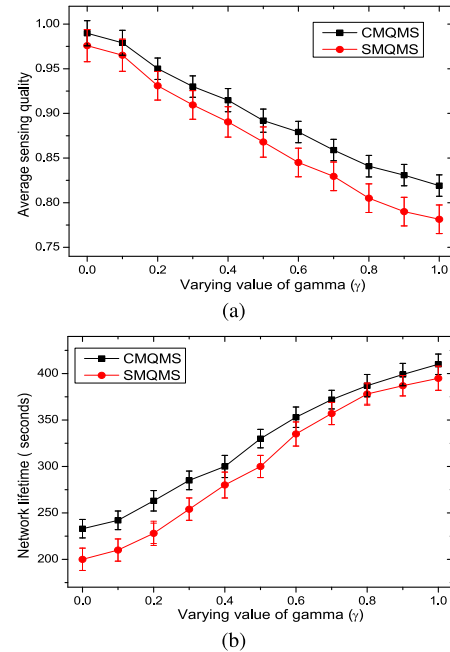 CMQMS
SMQMS
1.00
0.95
0.90
0.85
0.80
0.75
Average sensing quality
0.0 0.2 0.4 0.6 0.8 1.0
Varying value of gamma (γ)
(a)
CMQMS
SMQMS
400
350
300
250
200
Network lifetime ( seconds)
0.0 0.2 0.4 0.6 0.8 1.0
Varying value of gamma (γ)
(b)